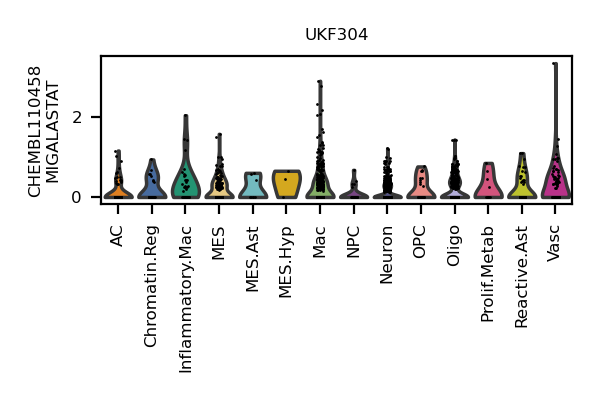 UKF304
CHEMBL110458
MIGALASTAT
2
0
AC
Chromatin.Reg
Inflammatory.Mac
MES
MES.Ast
MES.Hyp
Mac
NPC
Neuron
OPC
Oligo
Prolif.Metab
Reactive.Ast
Vasc